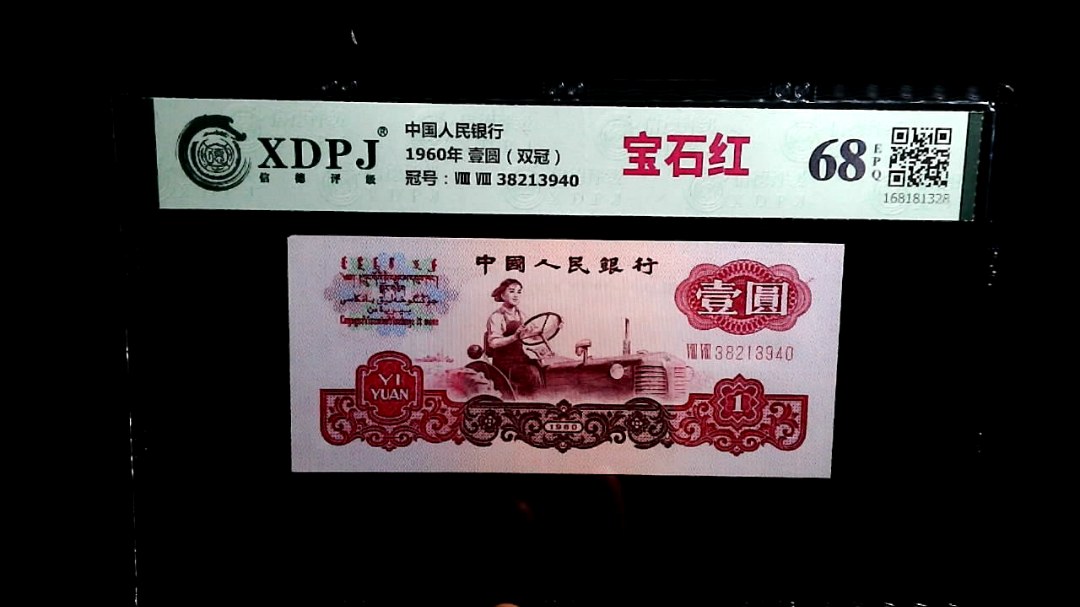 XDPJ®
信德评级
中国人民银行
1960年 壹圆（双冠）
冠号：Ⅷ Ⅷ 38213940
宝石红
68
EPQ
168181328
中國人民銀行
壹圓
Ⅷ Ⅷ 38213940
YI
YUAN
1960
1